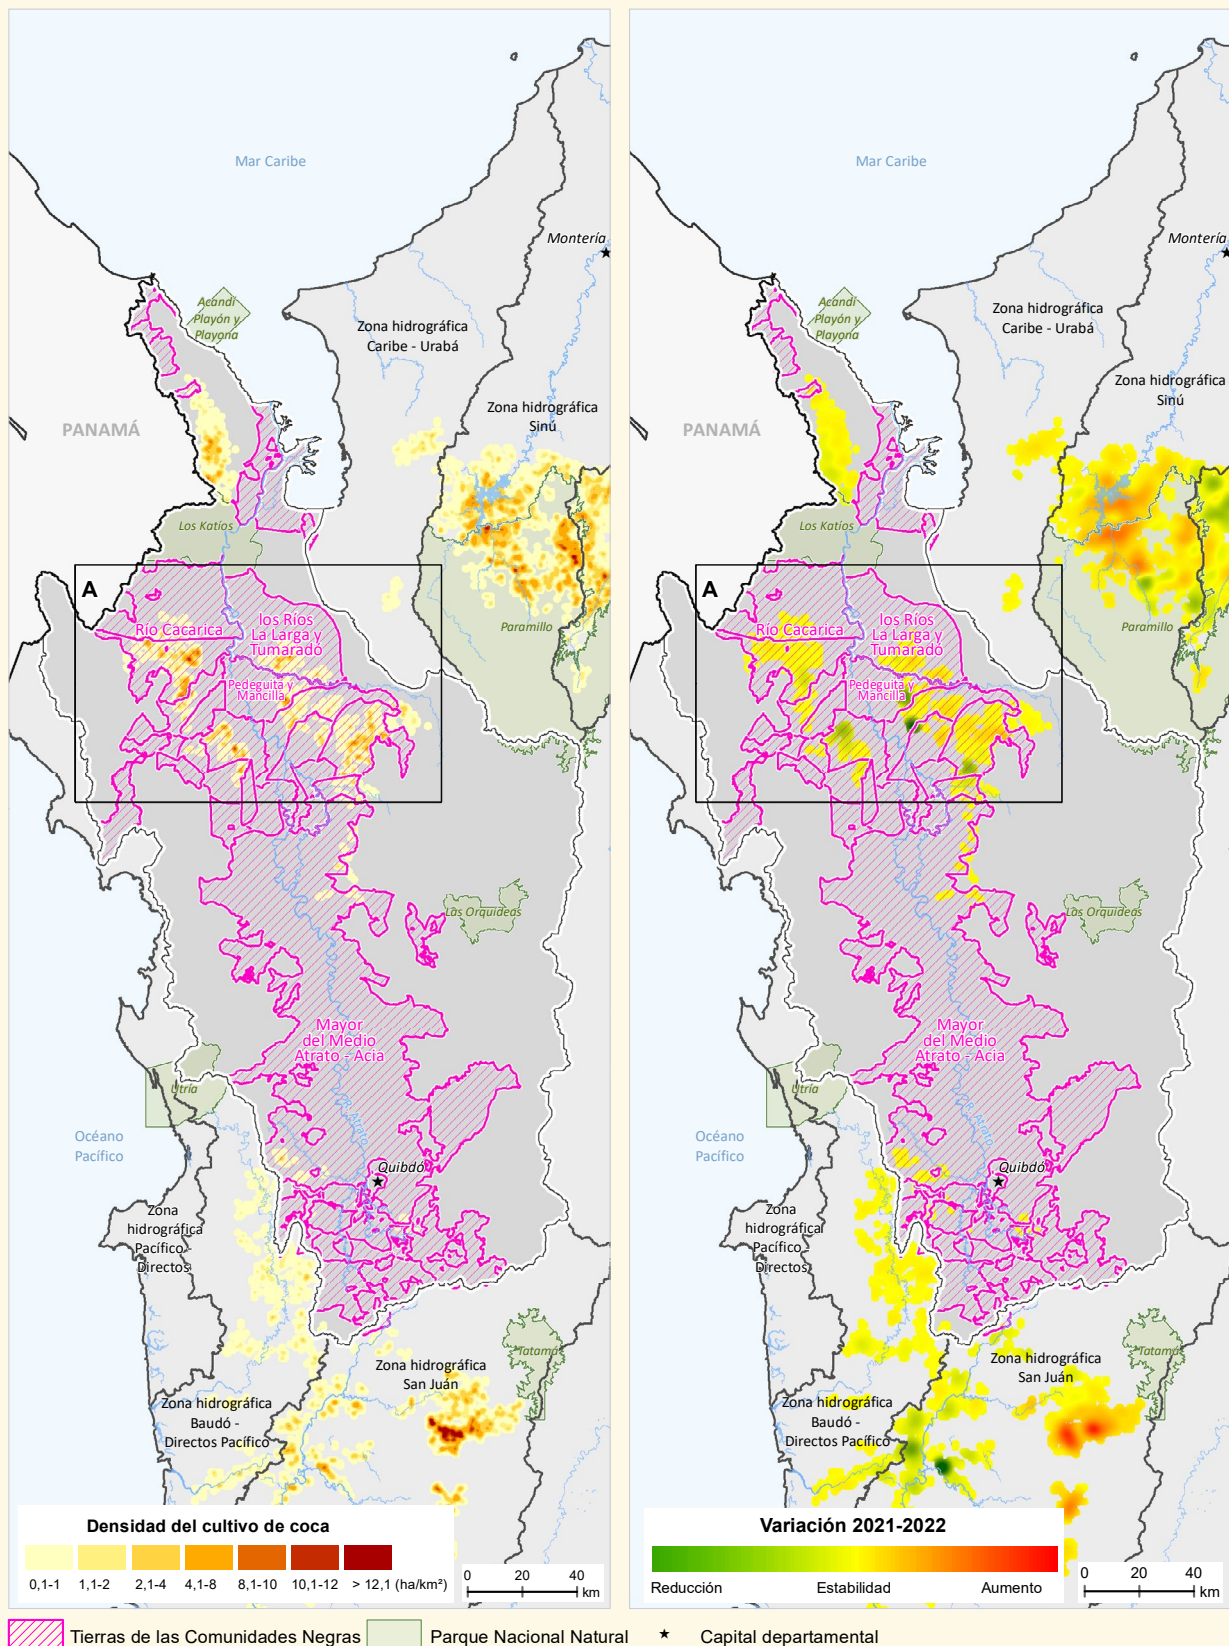 Mar Caribe
Montería
Acandí
Playón y
Playona
Zona hidrográfica
Caribe - Urabá
Zona hidrográfica
Sinú
PANAMÁ
Los Katíos
A
Río Cacarica
los Ríos
La Larga y
Tumaradó
Paramillo
Pedeguita y
Mancilla
Las Orquídeas
Mayor
del Medio
Atrato - Acia
Utría
R. Atrato
Océano
Pacífico
Quibdó
Zona
hidrográfica
Pacífico -
Directos
Tatamá
Zona hidrográfica
San Juán
Zona hidrográfica
Baudó -
Directos Pacífico
Densidad del cultivo de coca
0,1-1 1,1-2 2,1-4 4,1-8 8,1-10 10,1-12 > 12,1 (ha/km²)
0 20 40
km
Mar Caribe
Montería
Acandí
Playón y
Playona
Zona hidrográfica
Caribe - Urabá
Zona hidrográfica
Sinú
PANAMÁ
Los Katíos
A
Río Cacarica
los Ríos
La Larga y
Tumaradó
Paramillo
Pedeguita y
Mancilla
Las Orquídeas
Mayor
del Medio
Atrato - Acia
Utría
R. Atrato
Océano
Pacífico
Quibdó
Zona
hidrográfica
Pacífico -
Directos
Tatamá
Zona hidrográfica
San Juán
Zona hidrográfica
Baudó -
Directos Pacífico
Variación 2021-2022
Reducción Estabilidad Aumento
0 20 40
km
Tierras de las Comunidades Negras Parque Nacional Natural Capital departamental